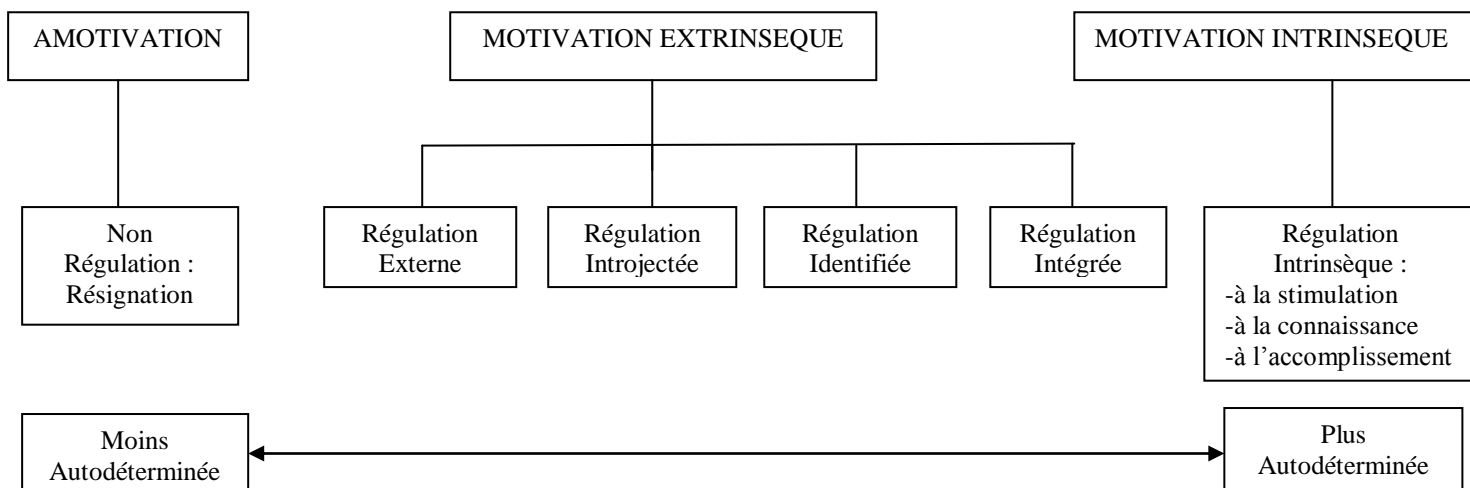 AMOTIVATION
MOTIVATION EXTRINSEQUE
MOTIVATION INTRINSEQUE
Non
Régulation :
Résignation
Régulation
Externe
Régulation
Introjectée
Régulation
Identifiée
Régulation
Intégrée
Régulation
Intrinsèque :
-à la stimulation
-à la connaissance
-à l’accomplissement
Moins
Autodéterminée
Plus
Autodéterminée